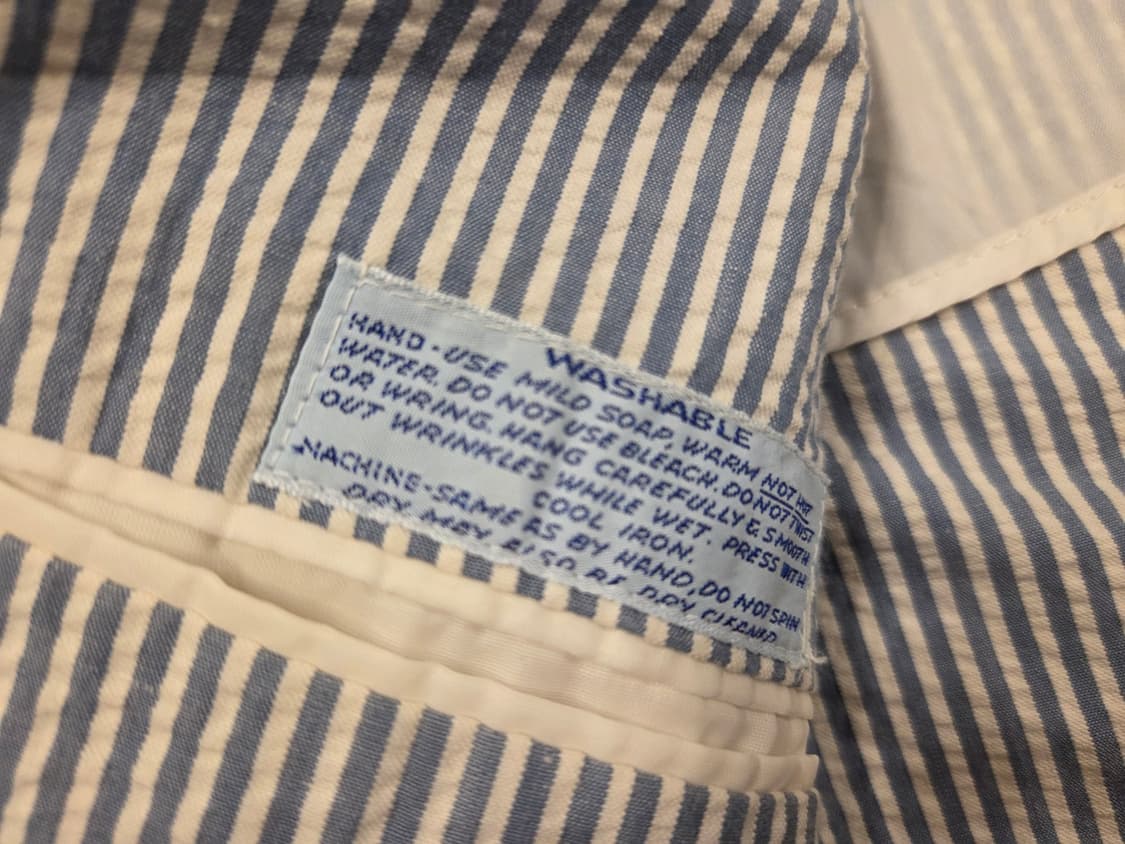 WASHABLE
HAND-USE MILD SOAP, WARM NOT HOT
WATER. DO NOT USE BLEACH. DO NOT TWIST
OR WRING. HANG CAREFULLY & SMOOTH
OUT WRINKLES WHILE WET. PRESS WITH
COOL IRON.
MACHINE-SAME AS BY HAND, DO NOT SPIN
DRY. MAY ALSO BE DRY CLEANED